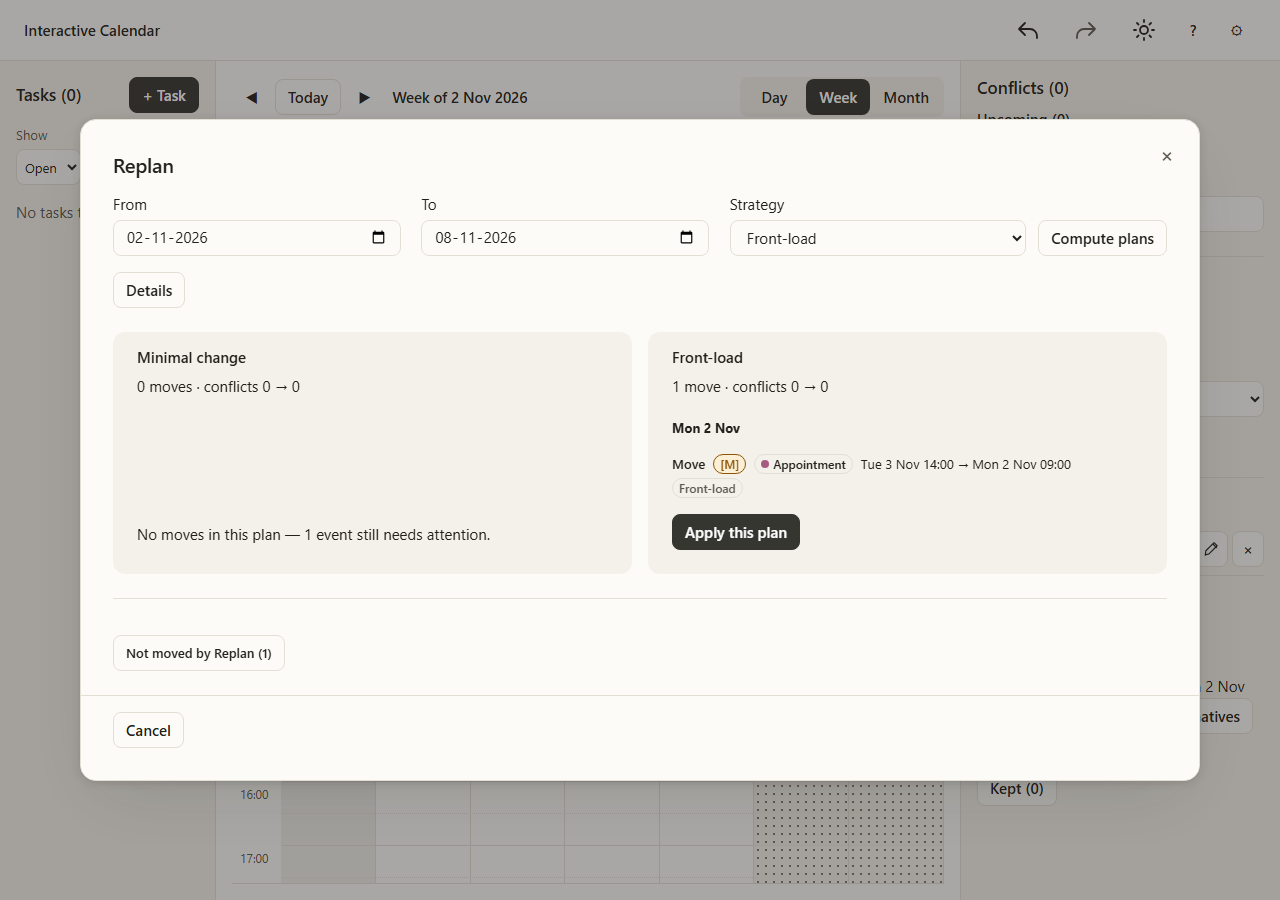 Interactive Calendar
?
Tasks (0)
+ Task
Today
Week of 2 Nov 2026
Day
Week
Month
Conflicts (0)
Show
Open
No tasks
Replan
×
From
To
Strategy
02-11-2026
08-11-2026
Front-load
Compute plans
Details
Minimal change
0 moves · conflicts 0 → 0
No moves in this plan — 1 event still needs attention.
Front-load
1 move · conflicts 0 → 0
Mon 2 Nov
Move [M] Appointment Tue 3 Nov 14:00 → Mon 2 Nov 09:00
Front-load
Apply this plan
×
Not moved by Replan (1)
2 Nov
Cancel
16:00
Kept (0)
17:00